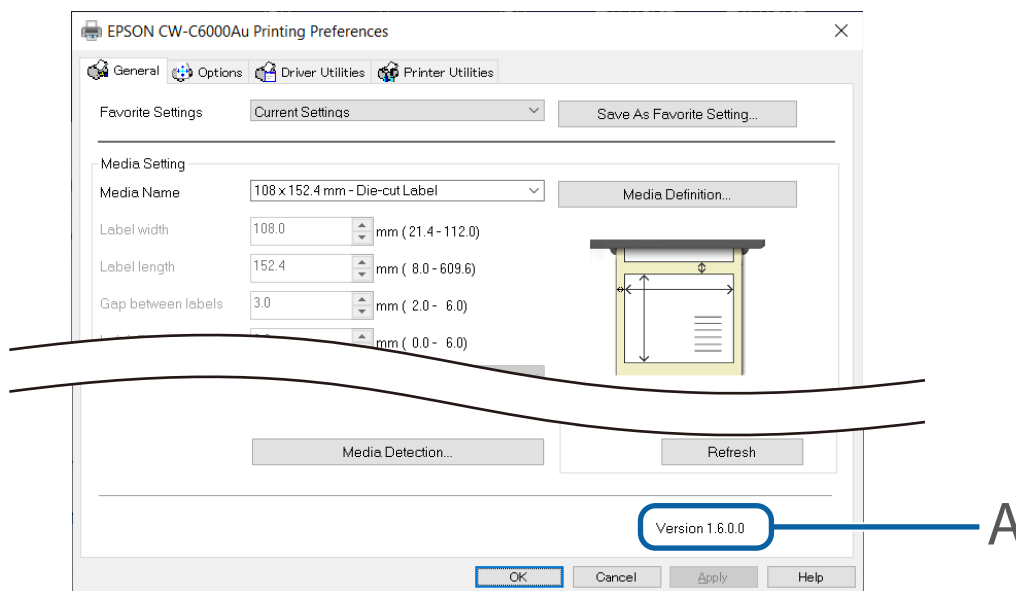 EPSON CW-C6000Au Printing Preferences
General Options Driver Utilities Printer Utilities
Favorite Settings Current Settings Save As Favorite Setting...
Media Setting
Media Name 108 x 152.4 mm - Die-cut Label Media Definition...
Label width 108.0 mm ( 21.4 - 112.0)
Label length 152.4 mm ( 8.0 - 609.6)
Gap between labels 3.0 mm ( 2.0 - 6.0)
mm ( 0.0 - 6.0)
Media Detection... Refresh
Version 1.6.0.0 A
OK Cancel Apply Help